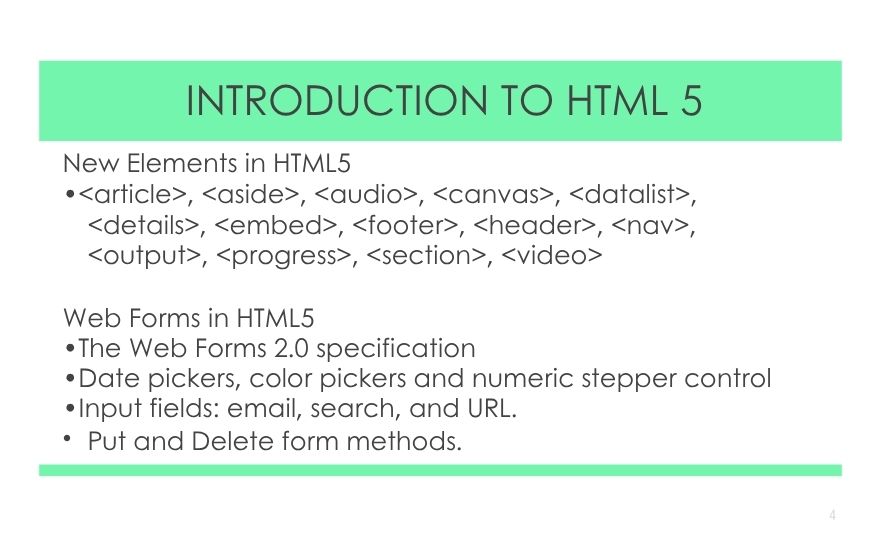 INTRODUCTION TO HTML 5
New Elements in HTML5
•<article>, <aside>, <audio>, <canvas>, <datalist>,
<details>, <embed>, <footer>, <header>, <nav>,
<output>, <progress>, <section>, <video>
Web Forms in HTML5
•The Web Forms 2.0 specification
•Date pickers, color pickers and numeric stepper control
•Input fields: email, search, and URL.
• Put and Delete form methods.
4